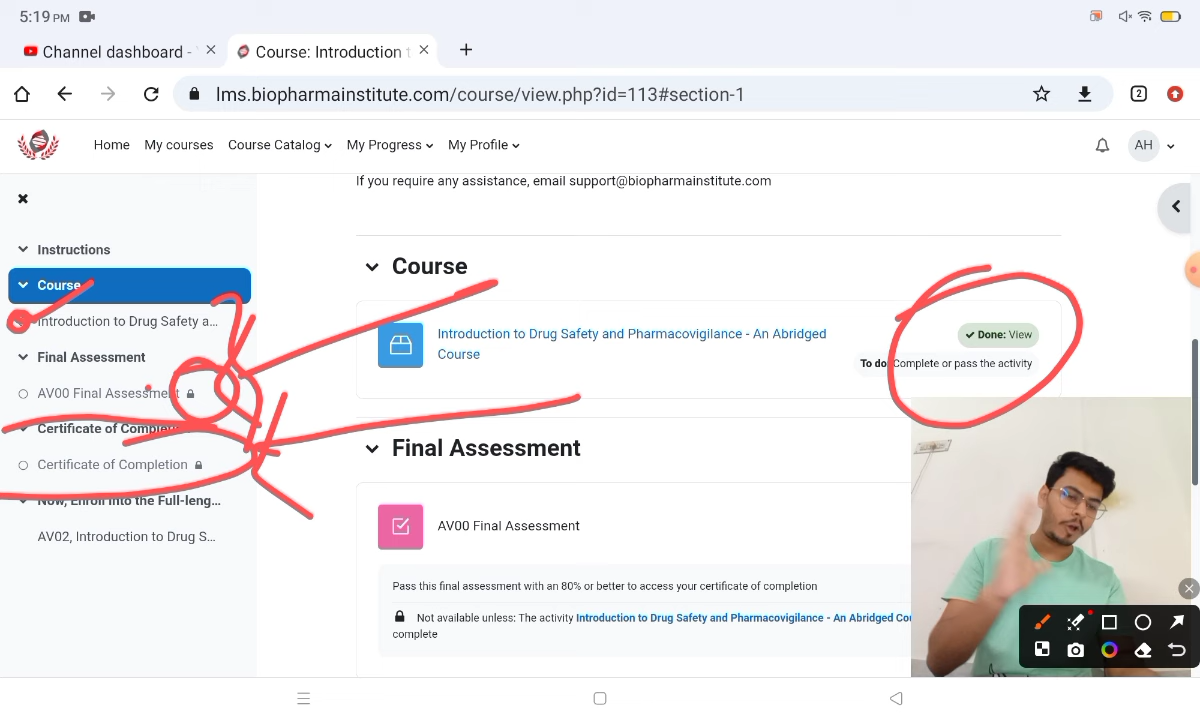 5:19 PM
Channel dashboard -
Course: Introduction t
lms.biopharmainstitute.com/course/view.php?id=113#section-1
2
Home My courses Course Catalog My Progress My Profile AH
If you require any assistance, email support@biopharmainstitute.com
Instructions
Course
Introduction to Drug Safety a...
Final Assessment
AV00 Final Assessment
Certificate of Complet
Certificate of Completion
Now, Enroll into the Full-leng...
AV02, Introduction to Drug S...
Course
Introduction to Drug Safety and Pharmacovigilance - An Abridged
Course
Done: View
To do: Complete or pass the activity
Final Assessment
AV00 Final Assessment
Pass this final assessment with an 80% or better to access your certificate of completion
Not available unless: The activity Introduction to Drug Safety and Pharmacovigilance - An Abridged Cou
complete